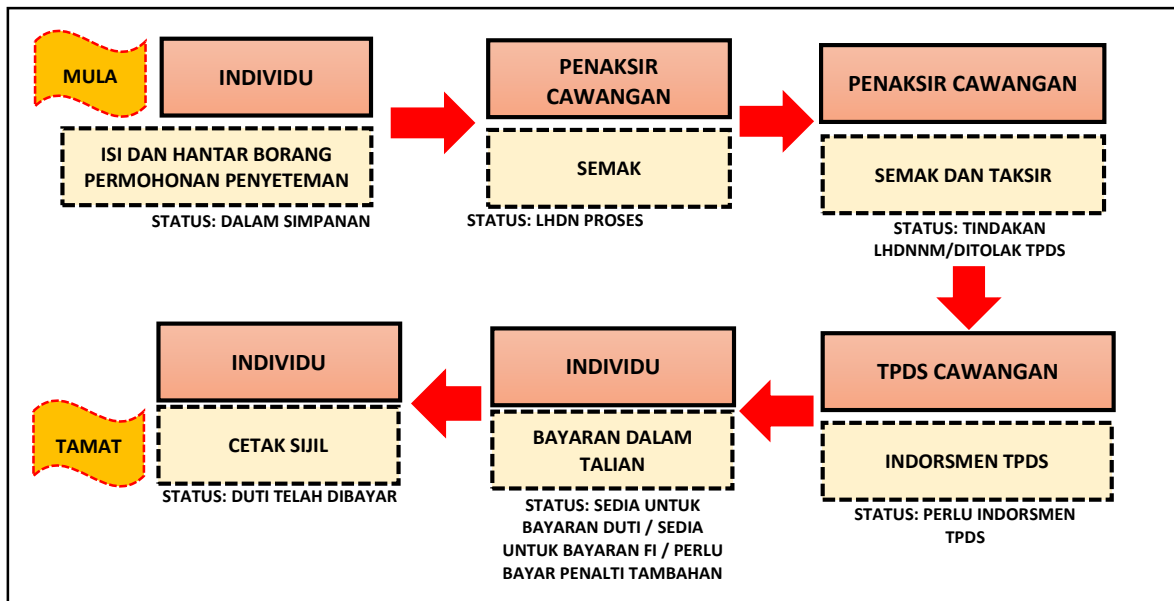 MULA
INDIVIDU
ISI DAN HANTAR BORANG
PERMOHONAN PENYETEMAN
STATUS: DALAM SIMPANAN
PENAKSIR
CAWANGAN
SEMAK
STATUS: LHDN PROSES
PENAKSIR CAWANGAN
SEMAK DAN TAKSIR
STATUS: TINDAKAN
LHDNNM/DITOLAK TPDS
TPDS CAWANGAN
INDORSMEN TPDS
STATUS: PERLU INDORSMEN
TPDS
INDIVIDU
BAYARAN DALAM
TALIAN
STATUS: SEDIA UNTUK
BAYARAN DUTI / SEDIA
UNTUK BAYARAN FI / PERLU
BAYAR PENALTI TAMBAHAN
INDIVIDU
CETAK SIJIL
STATUS: DUTI TELAH DIBAYAR
TAMAT